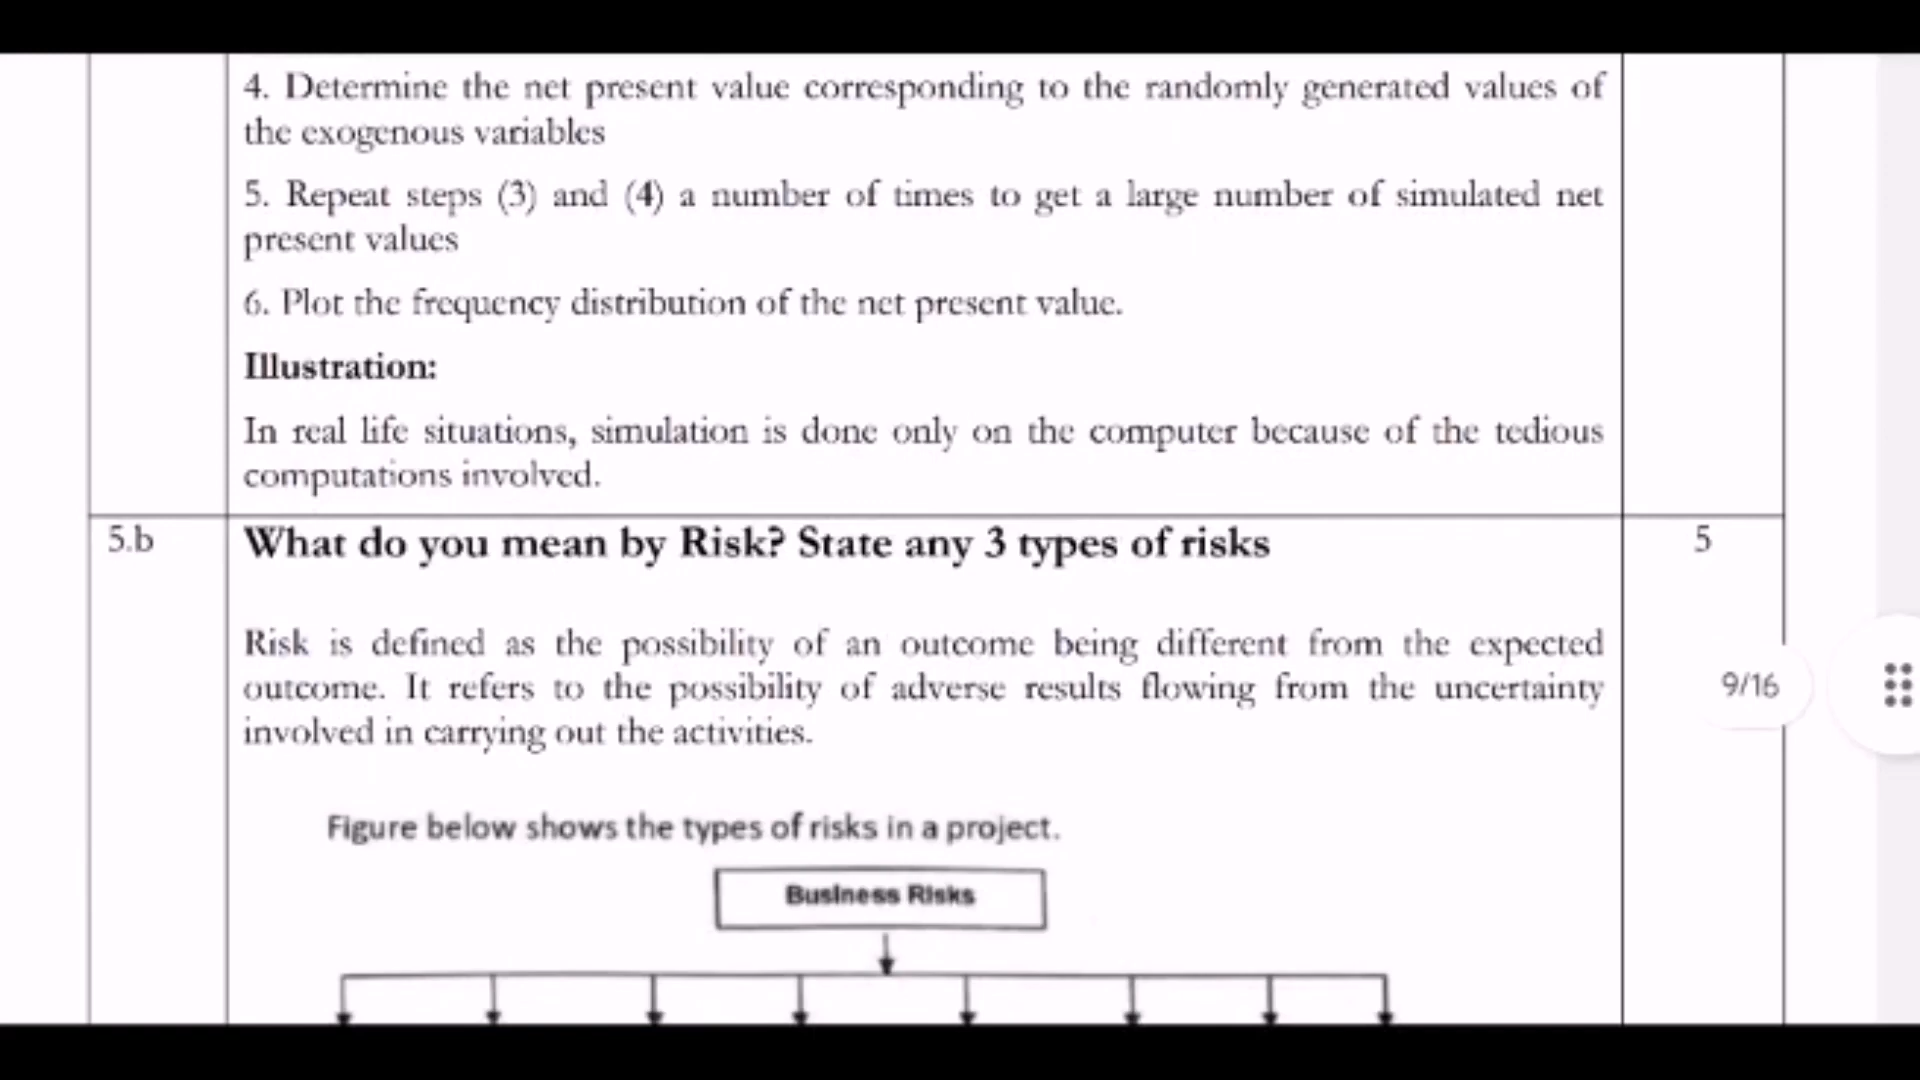 4. Determine the net present value corresponding to the randomly generated values of
the exogenous variables
5. Repeat steps (3) and (4) a number of times to get a large number of simulated net
present values
6. Plot the frequency distribution of the net present value.
Illustration:
In real life situations, simulation is done only on the computer because of the tedious
computations involved.
5.b What do you mean by Risk? State any 3 types of risks 5
Risk is defined as the possibility of an outcome being different from the expected
outcome. It refers to the possibility of adverse results flowing from the uncertainty
involved in carrying out the activities.
9/16
Figure below shows the types of risks in a project.
Business Risks